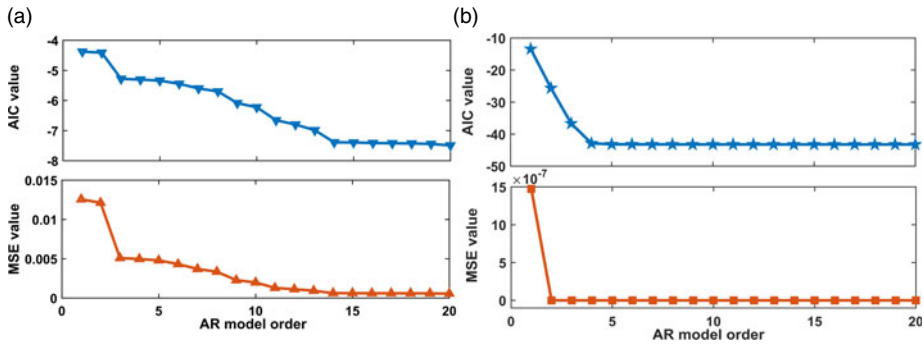 (a)
-4
-5
-6
-7
-8
AIC value
0.015
0.01
0.005
0
MSE value
0 5 10 15 20
AR model order
(b)
-10
-20
-30
-40
-50
AIC value
×10⁻⁷
15
10
5
0
MSE value
0 5 10 15 20
AR model order